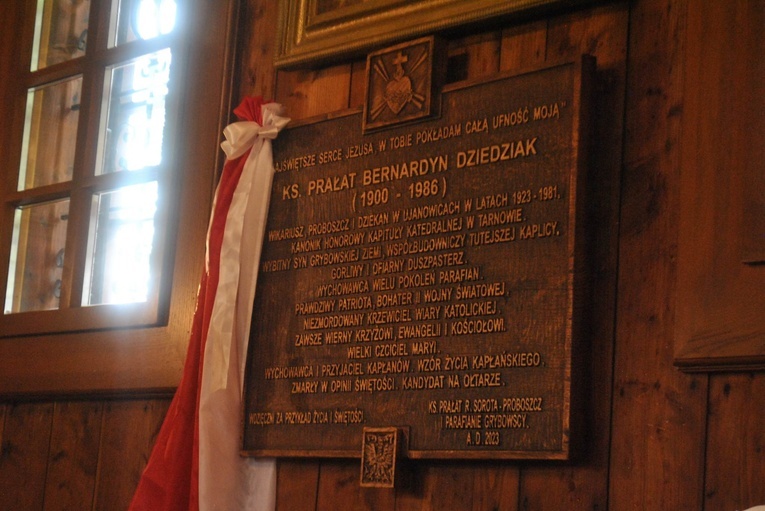 NAJŚWIĘTSZE SERCE JEZUSA W TOBIE POKŁADAM CAŁĄ UFNOŚĆ MOJĄ"
KS. PRAŁAT BERNARDYN DZIEDZIAK
(1900 - 1986)
WIKARIUSZ, PROBOSZCZ I DZIEKAN W UJANOWICACH W LATACH 1923 - 1981,
KANONIK HONOROWY KAPITUŁY KATEDRALNEJ W TARNOWIE.
WYBITNY SYN GRYBOWSKIEJ ZIEMI, WSPÓŁBUDOWNICZY TUTEJSZEJ KAPLICY,
GORLIWY I OFIARNY DUSZPASTERZ.
WYCHOWAWCA WIELU POKOLEŃ PARAFIAN.
PRAWDZIWY PATRIOTA, BOHATER II WOJNY ŚWIATOWEJ,
NIEZMORDOWANY KRZEWICIEL WIARY KATOLICKIEJ,
ZAWSZE WIERNY KRZYŻOWI, EWANGELII I KOŚCIOŁOWI.
WIELKI CZCICIEL MARYI.
WYCHOWAWCA I PRZYJACIEL KAPŁANÓW WZÓR ŻYCIA KAPŁAŃSKIEGO.
ZMARŁY W OPINII ŚWIĘTOŚCI, KANDYDAT NA OŁTARZE.
WDZIĘCZNI ZA PRZYKŁAD ŻYCIA I ŚWIĘTOŚCI
KS. PRAŁAT R. SOROTA - PROBOSZCZ
I PARAFIANIE GRYBOWSCY,
A. D. 2023